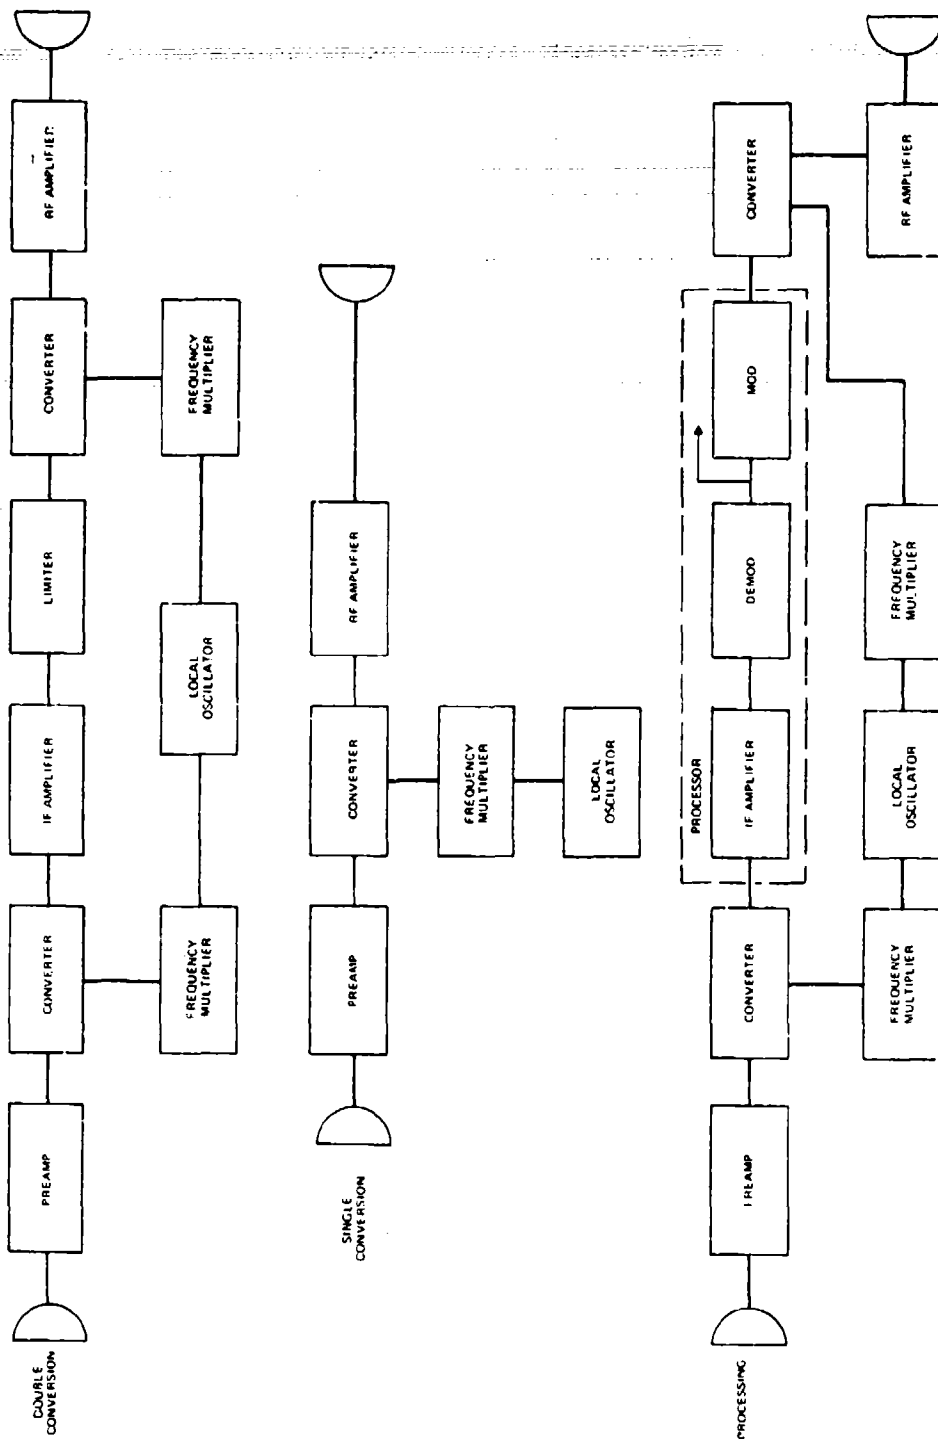 DOUBLE
CONVERSION
PREAMP
CONVERTER
IF AMPLIFIER
LIMITER
CONVERTER
RF AMPLIFIER
FREQUENCY
MULTIPLIER
LOCAL
OSCILLATOR
FREQUENCY
MULTIPLIER
SINGLE
CONVERSION
PREAMP
CONVERTER
RF AMPLIFIER
FREQUENCY
MULTIPLIER
LOCAL
OSCILLATOR
PROCESSING
PREAMP
CONVERTER
PROCESSOR
IF AMPLIFIER
DEMOD
MOD
CONVERTER
RF AMPLIFIER
FREQUENCY
MULTIPLIER
LOCAL
OSCILLATOR
FREQUENCY
MULTIPLIER